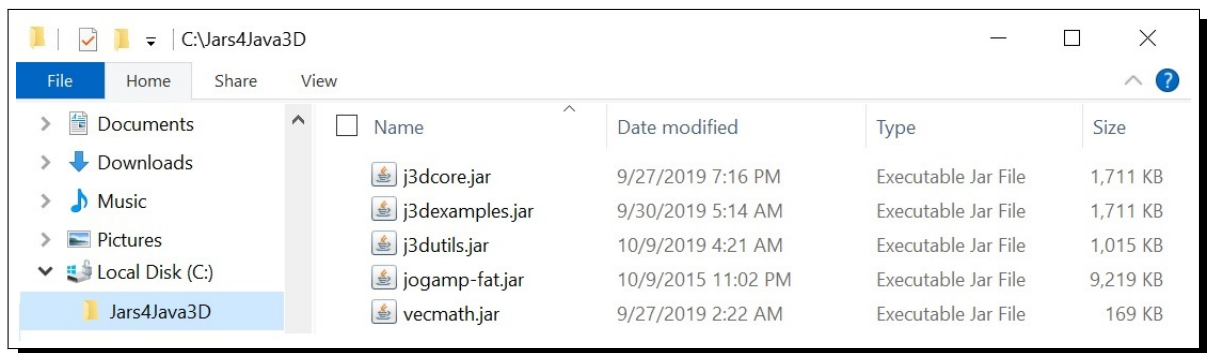 C:\Jars4Java3D
File Home Share View
Documents
Downloads
Music
Pictures
Local Disk (C:)
Jars4Java3D
Name Date modified Type Size
j3dcore.jar 9/27/2019 7:16 PM Executable Jar File 1,711 KB
j3dexamples.jar 9/30/2019 5:14 AM Executable Jar File 1,711 KB
j3dutils.jar 10/9/2019 4:21 AM Executable Jar File 1,015 KB
jogamp-fat.jar 10/9/2015 11:02 PM Executable Jar File 9,219 KB
vecmath.jar 9/27/2019 2:22 AM Executable Jar File 169 KB